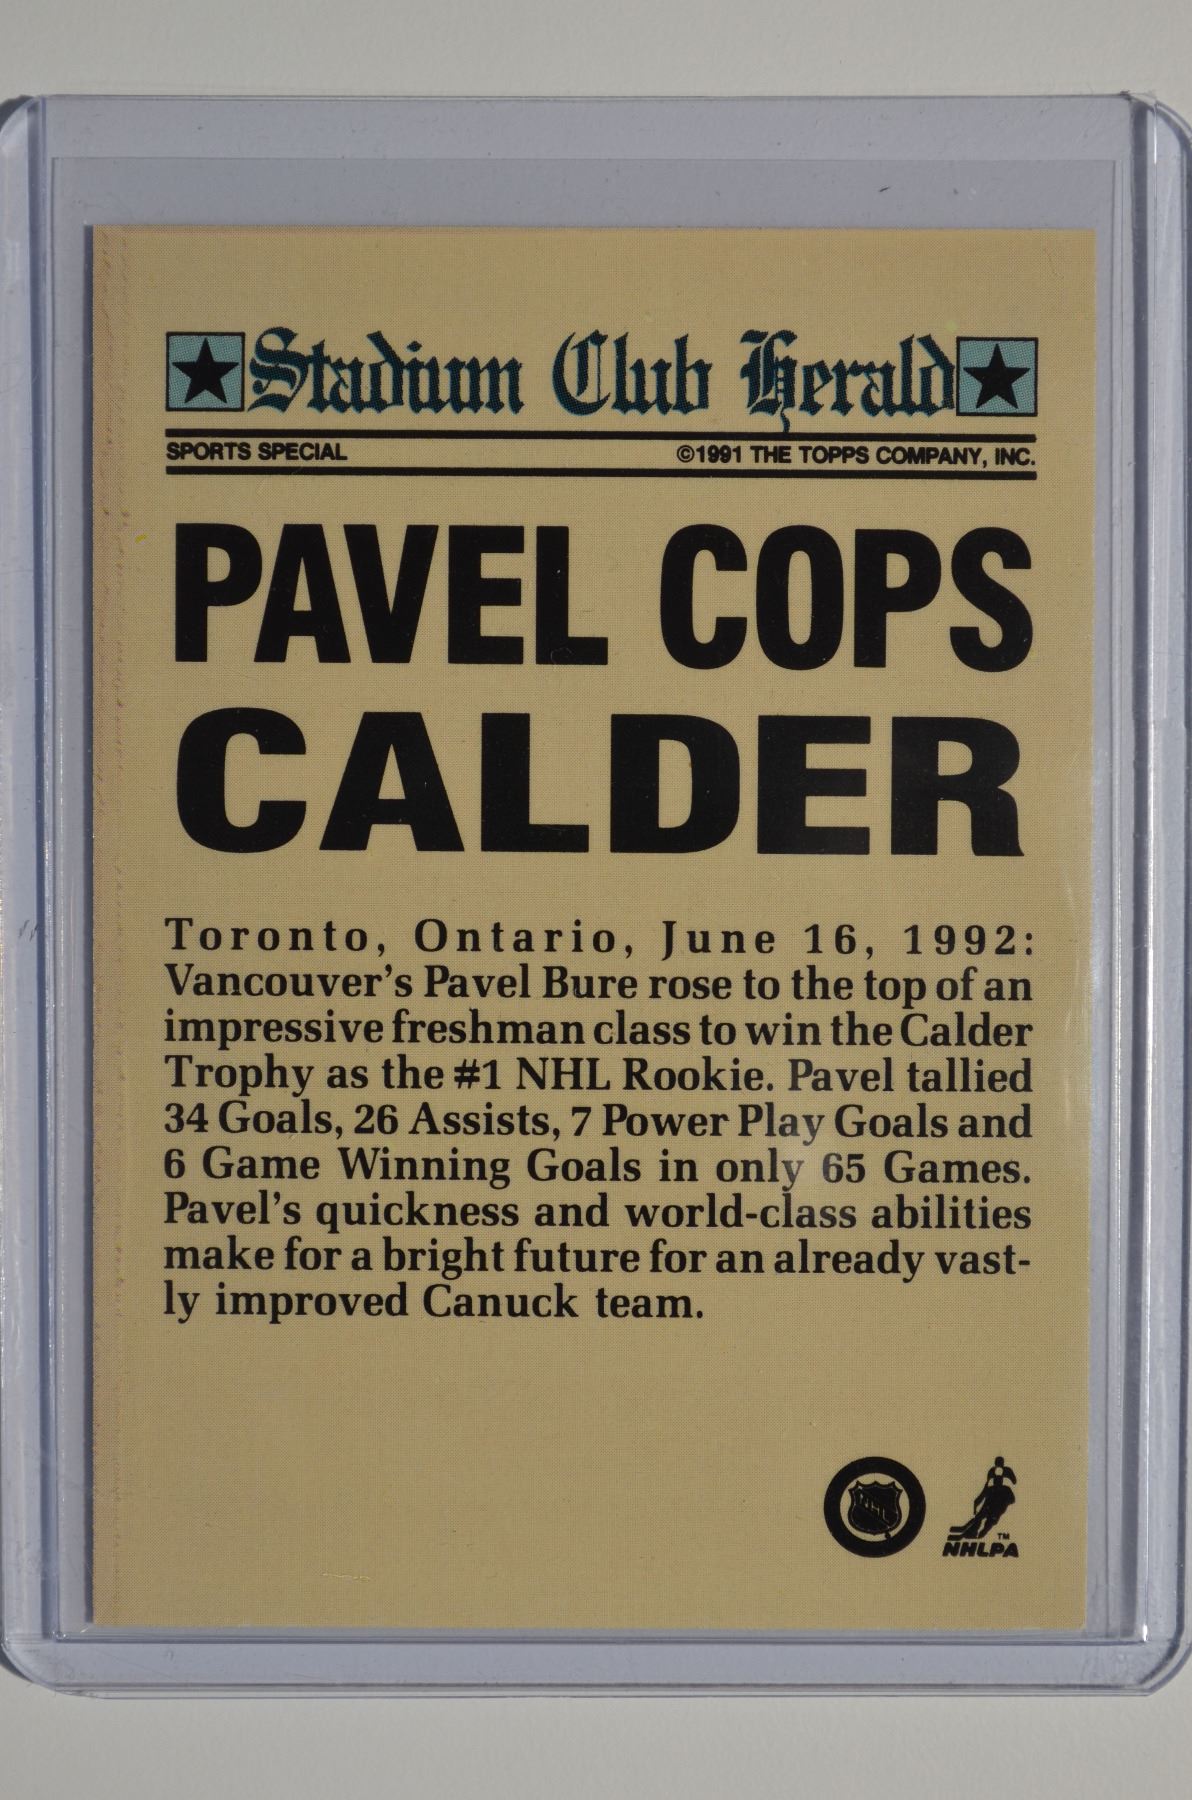 Stadium Club Herald
SPORTS SPECIAL ©1991 THE TOPPS COMPANY, INC.
PAVEL COPS
CALDER
Toronto, Ontario, June 16, 1992:
Vancouver's Pavel Bure rose to the top of an
impressive freshman class to win the Calder
Trophy as the #1 NHL Rookie. Pavel tallied
34 Goals, 26 Assists, 7 Power Play Goals and
6 Game Winning Goals in only 65 Games.
Pavel's quickness and world-class abilities
make for a bright future for an already vast-
ly improved Canuck team.
NHL
TM
NHLPA